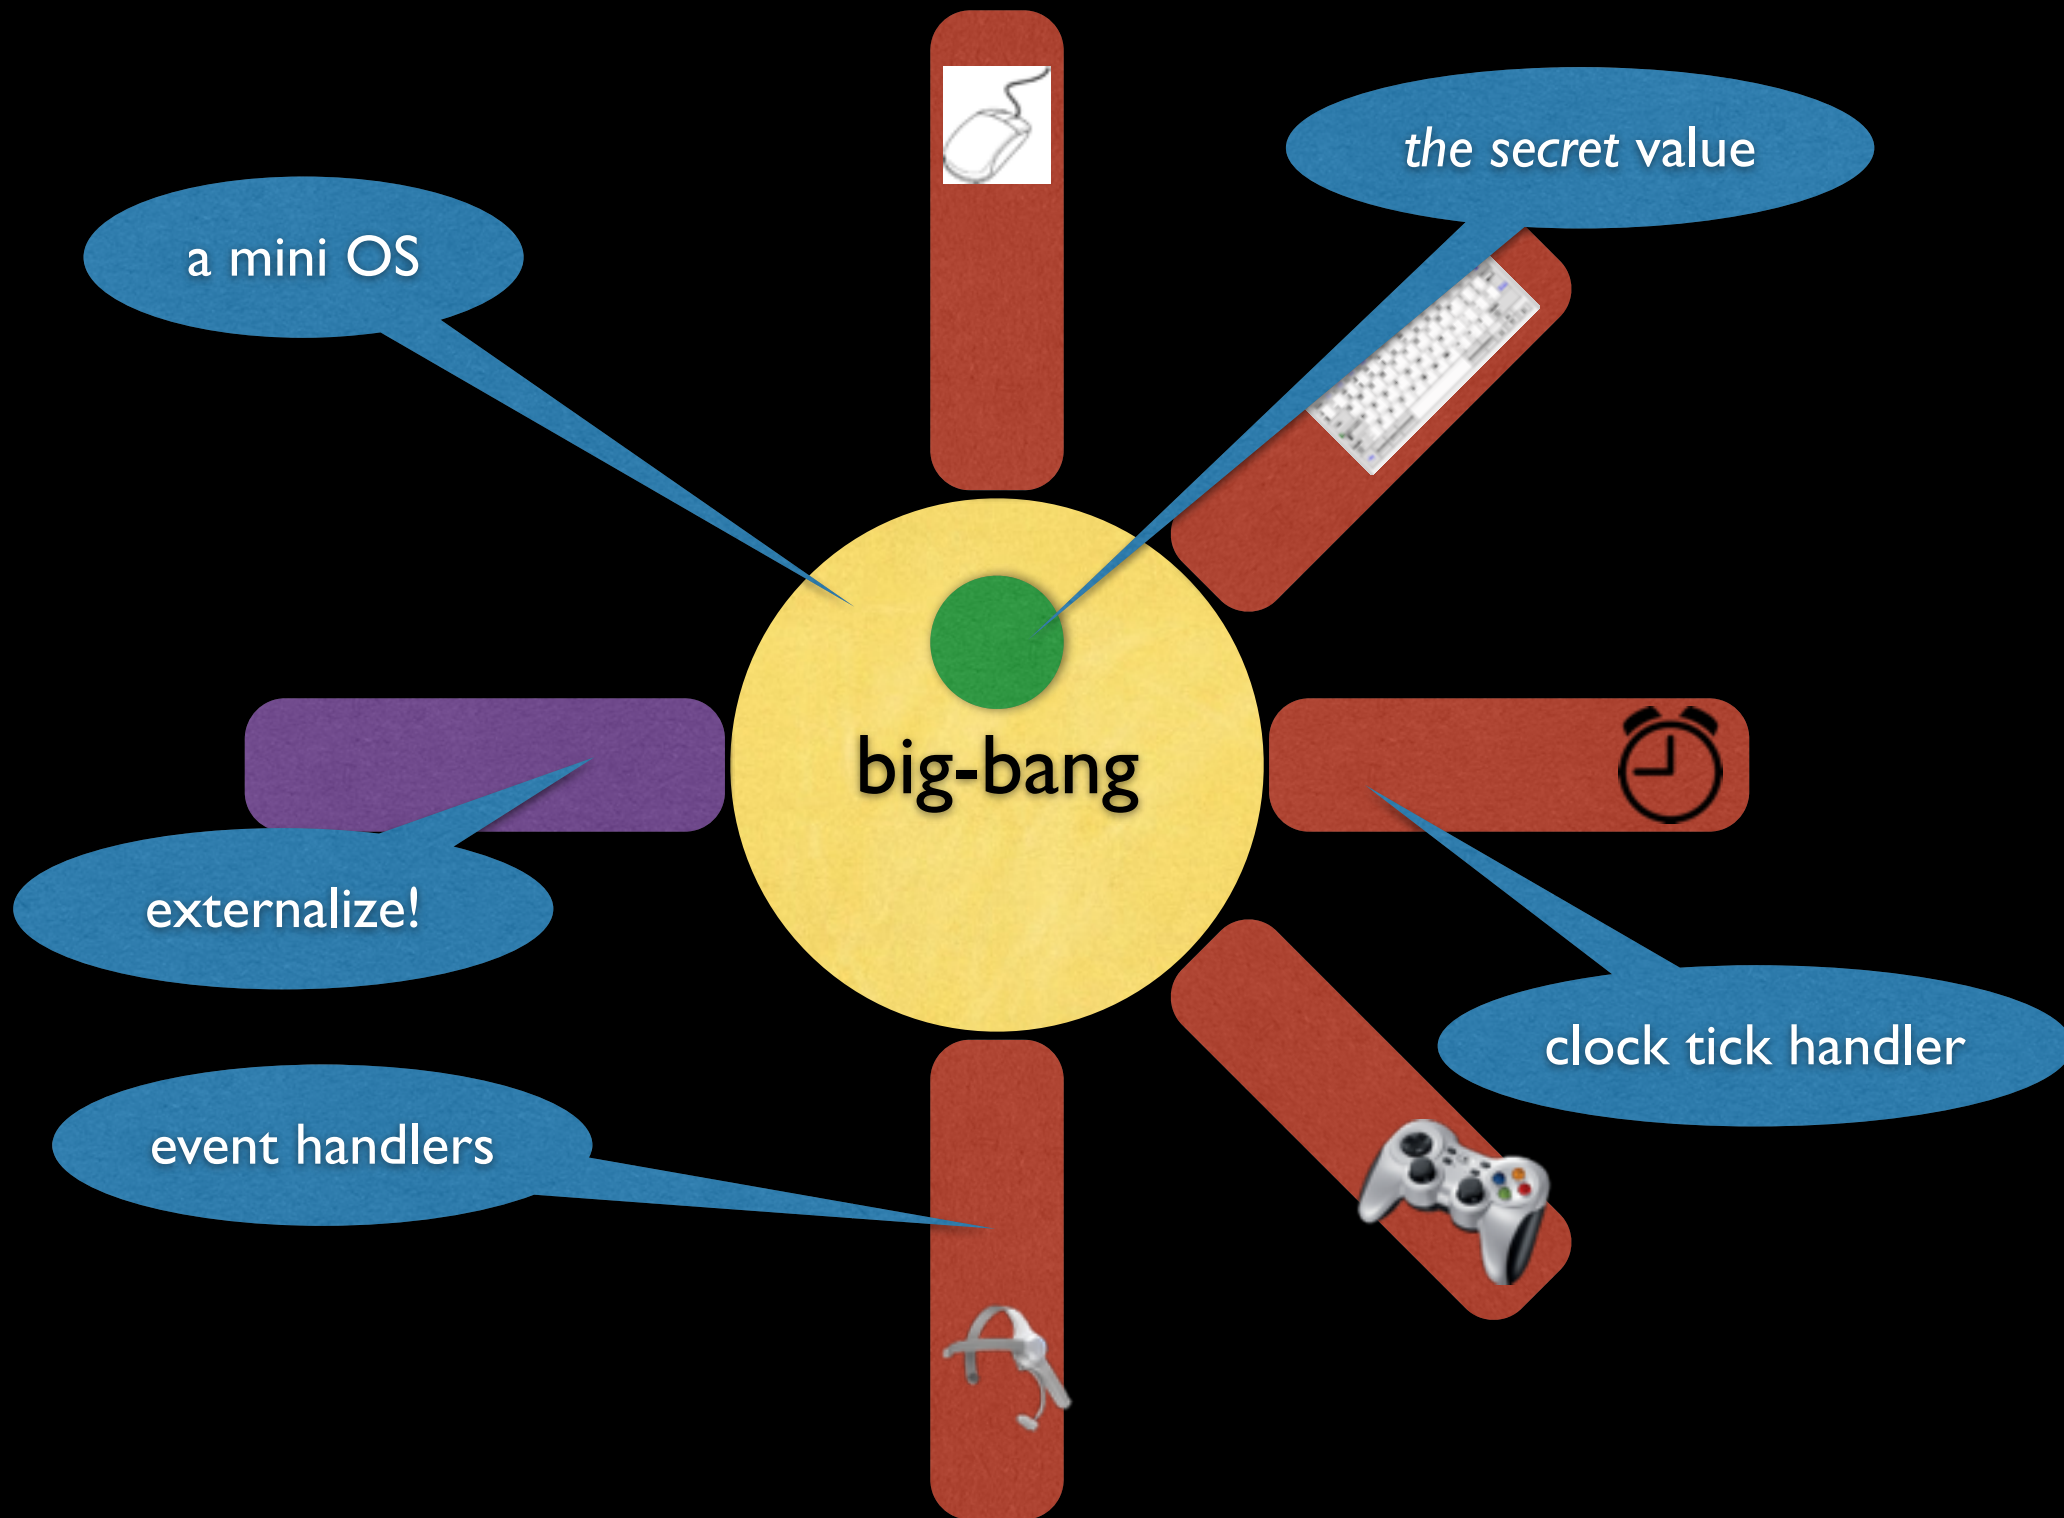 the secret value
a mini OS
big-bang
externalize!
clock tick handler
event handlers